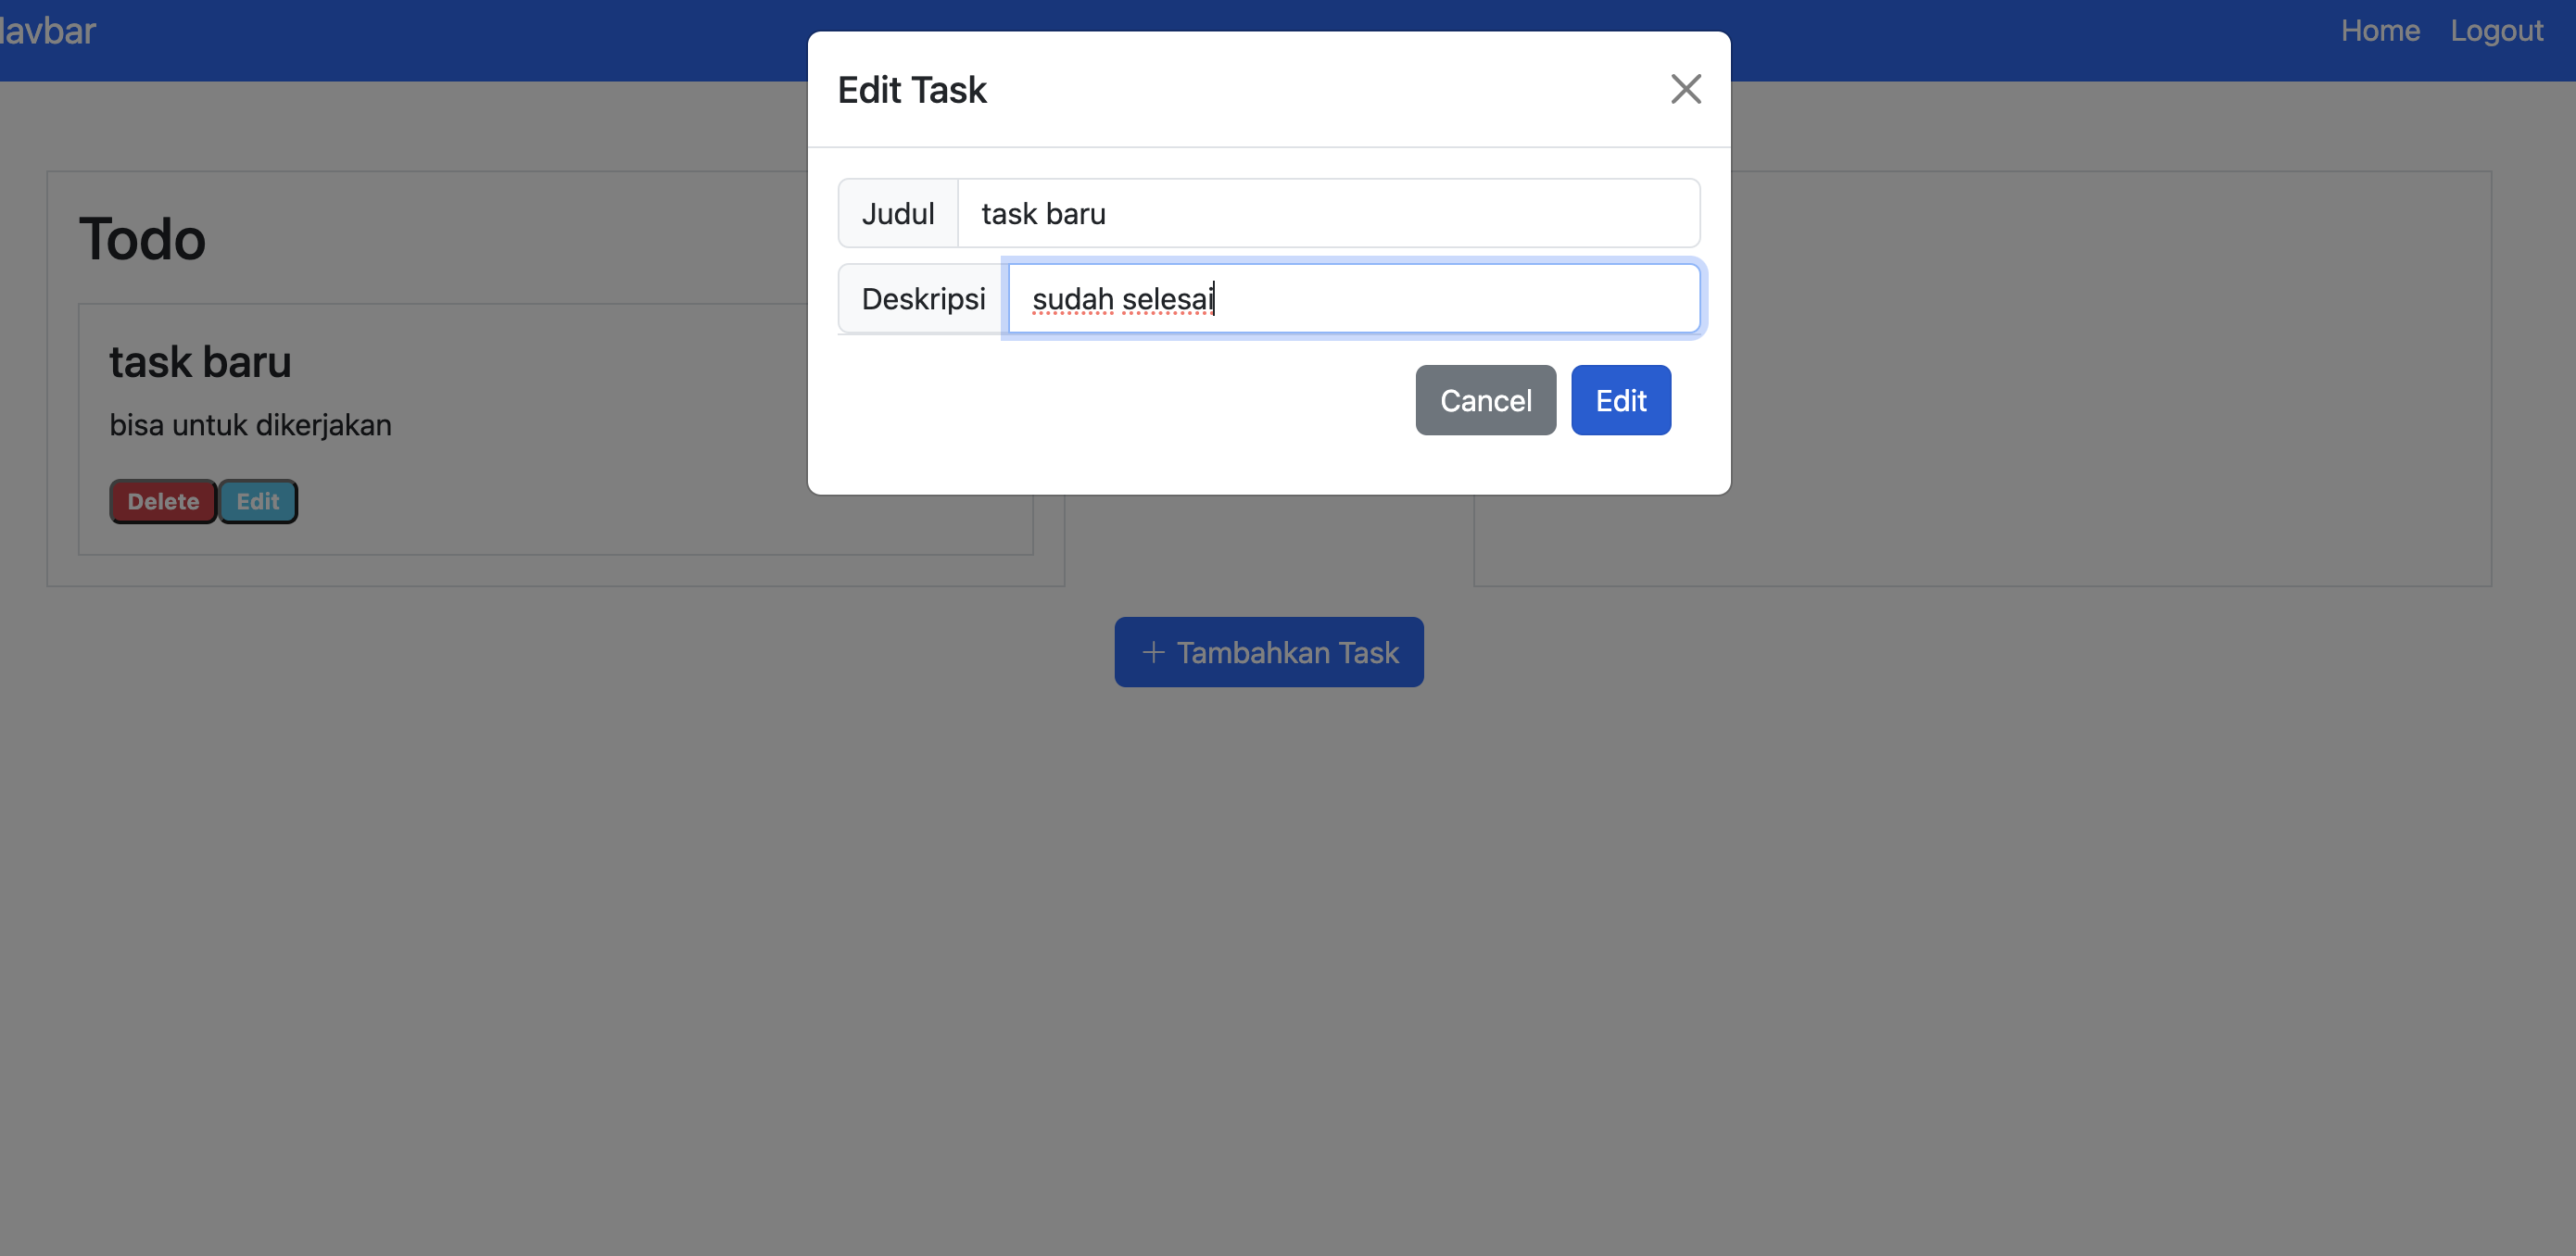 avbar
Home Logout
Edit Task
Judul task baru
Deskripsi sudah selesai
Cancel Edit
Todo
task baru
bisa untuk dikerjakan
Delete Edit
+ Tambahkan Task